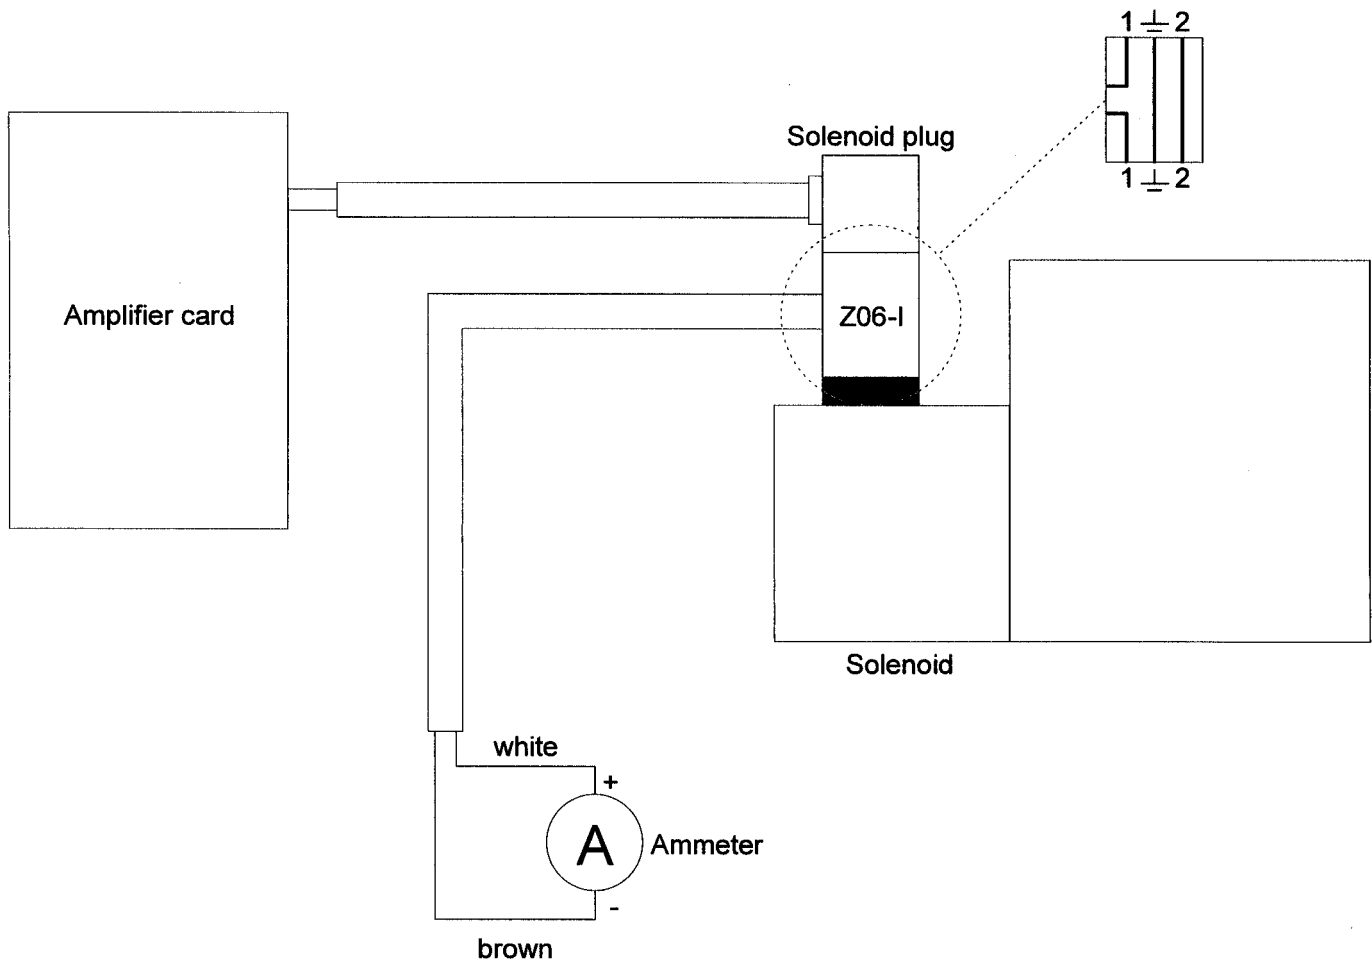 1 ⏚ 2
1 ⏚ 2
Solenoid plug
Amplifier card
Z06-I
Solenoid
white
+
A
Ammeter
-
brown